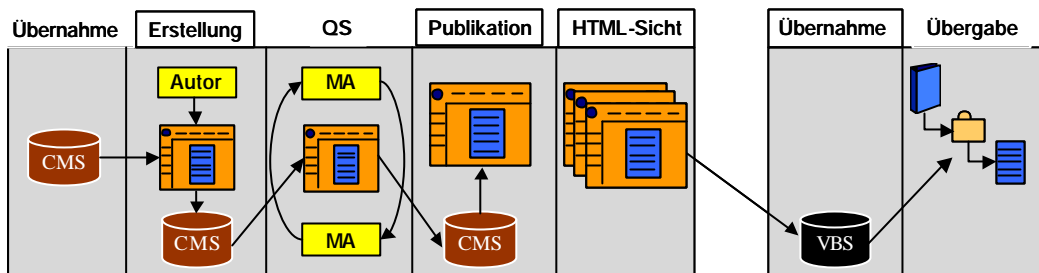 Übernahme
Erstellung
QS
Publikation
HTML-Sicht
Übernahme
Übergabe
Autor
MA
CMS
CMS
MA
CMS
VBS